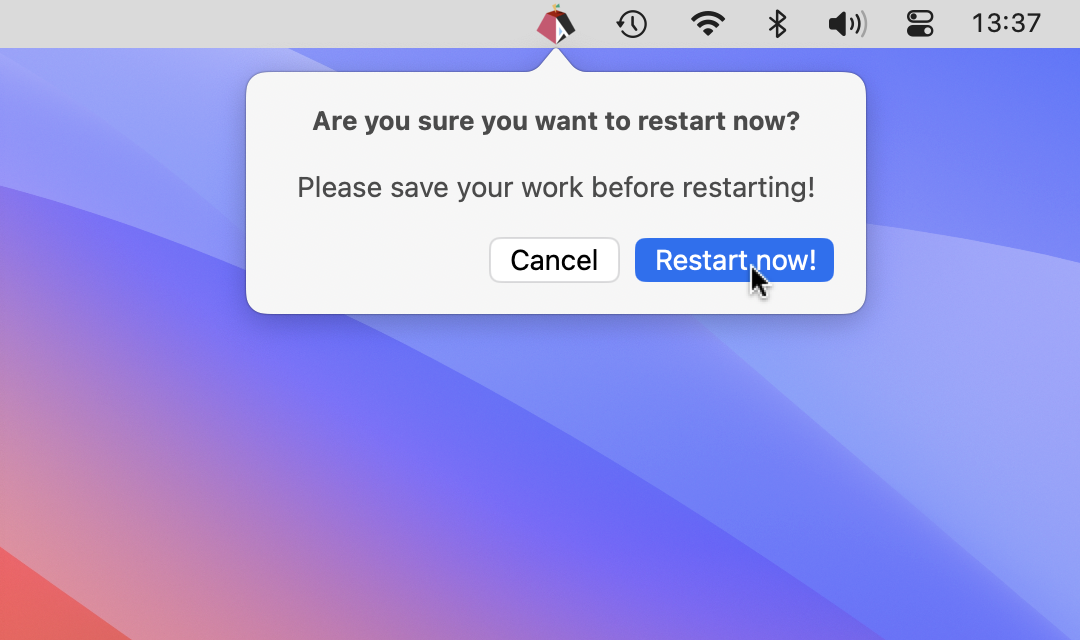 13:37
Are you sure you want to restart now?
Please save your work before restarting!
Cancel
Restart now!